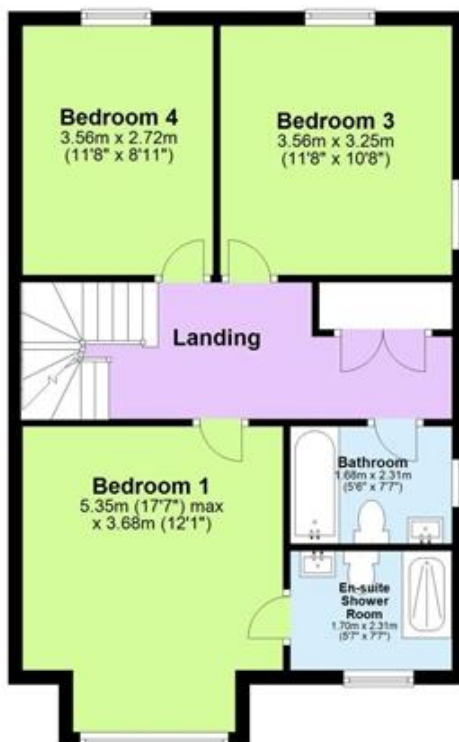 Bedroom 4
3.56m x 2.72m
(11'8" x 8'11")
Bedroom 3
3.56m x 3.25m
(11'8" x 10'8")
Landing
Bedroom 1
5.35m (17'7") max
x 3.68m (12'1")
Bathroom
1.68m x 2.31m
(5'6" x 7'7")
En-suite
Shower
Room
1.70m x 2.31m
(5'7" x 7'7")